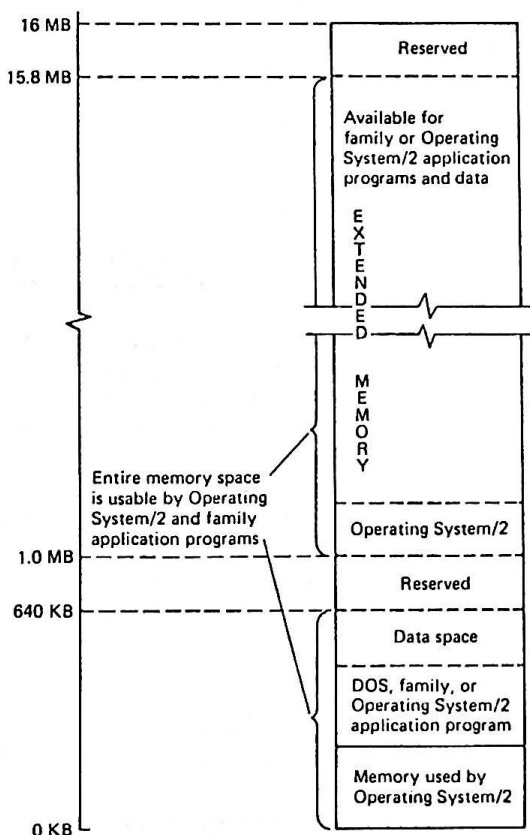 16 MB
Reserved
15.8 MB
Available for
family or Operating
System/2 application
programs and data
EXTENDED
MEMORY
Entire memory space
is usable by Operating
System/2 and family
application programs
Operating System/2
1.0 MB
Reserved
640 KB
Data space
DOS, family, or
Operating System/2
application program
Memory used by
Operating System/2
0 KB